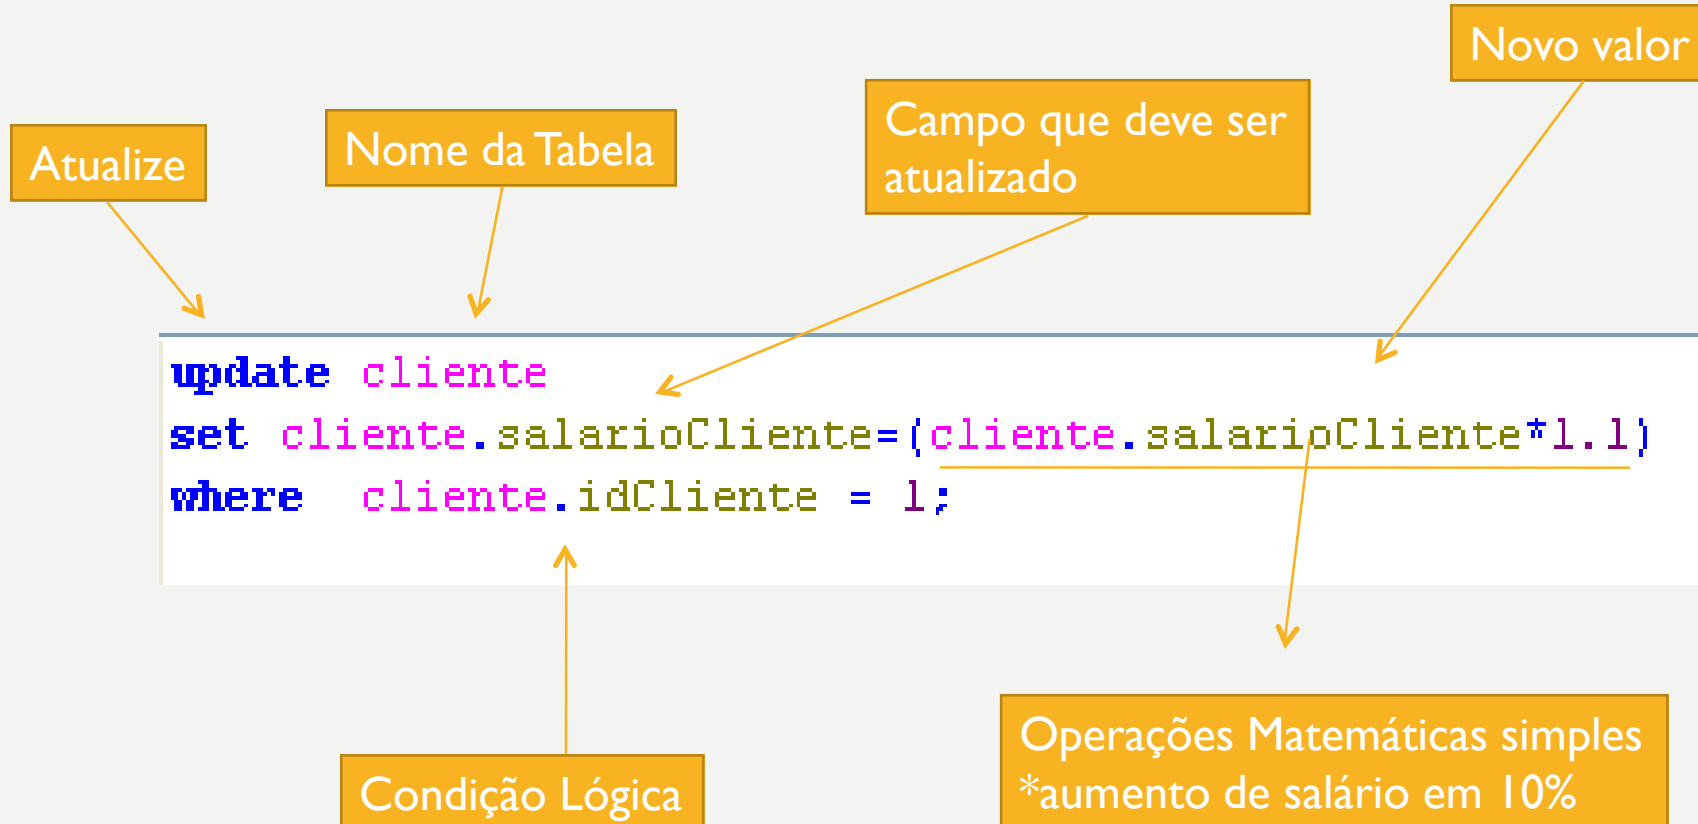 Novo valor
Campo que deve ser
atualizado
Nome da Tabela
Atualize
update cliente
set cliente.salarioCliente=(cliente.salarioCliente*1.1)
where  cliente.idCliente = 1;
Operações Matemáticas simples
*aumento de salário em 10%
Condição Lógica